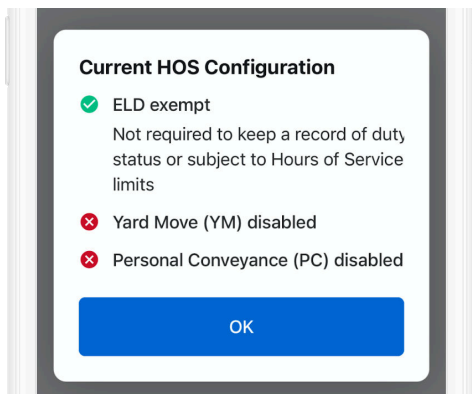 Current HOS Configuration
ELD exempt
Not required to keep a record of duty
status or subject to Hours of Service
limits
Yard Move (YM) disabled
Personal Conveyance (PC) disabled
OK